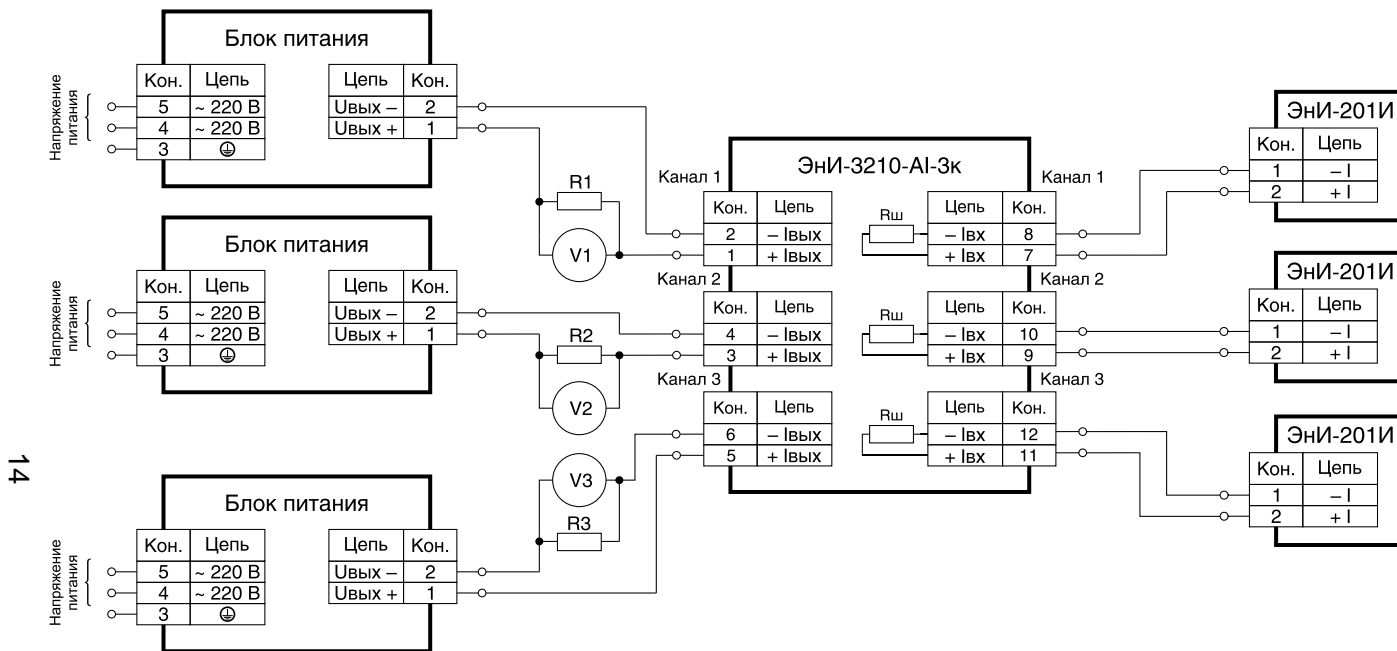 Блок питания
Напряжение питания
Кон. Цепь
5 ~ 220 В
4 ~ 220 В
3
Цепь Кон.
Uвых – 2
Uвых + 1
R1
V1
Блок питания
Напряжение питания
Кон. Цепь
5 ~ 220 В
4 ~ 220 В
3
Цепь Кон.
Uвых – 2
Uвых + 1
R2
V2
Блок питания
Напряжение питания
Кон. Цепь
5 ~ 220 В
4 ~ 220 В
3
Цепь Кон.
Uвых – 2
Uвых + 1
V3
R3
ЭнИ-3210-AI-3к
Канал 1
Кон. Цепь
2 – Iвых
1 + Iвых
Канал 2
Кон. Цепь
4 – Iвых
3 + Iвых
Канал 3
Кон. Цепь
6 – Iвых
5 + Iвых
Канал 1
Rш
Цепь Кон.
– Iвх 8
+ Iвх 7
Канал 2
Rш
Цепь Кон.
– Iвх 10
+ Iвх 9
Канал 3
Rш
Цепь Кон.
– Iвх 12
+ Iвх 11
ЭнИ-201И
Кон. Цепь
1 – I
2 + I
ЭнИ-201И
Кон. Цепь
1 – I
2 + I
ЭнИ-201И
Кон. Цепь
1 – I
2 + I
14